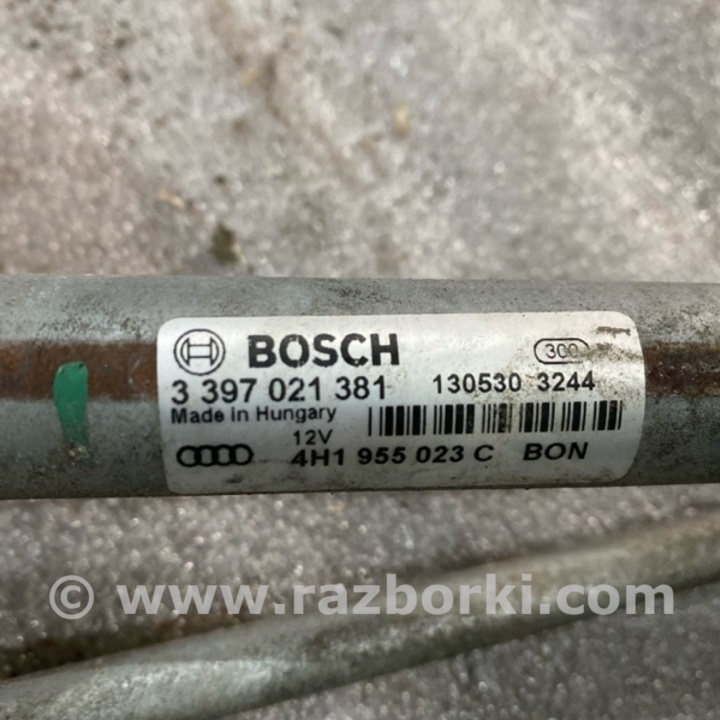 BOSCH 300
3 397 021 381 130530 3244
Made in Hungary
12V
4H1 955 023 C BON
© www.razborki.com